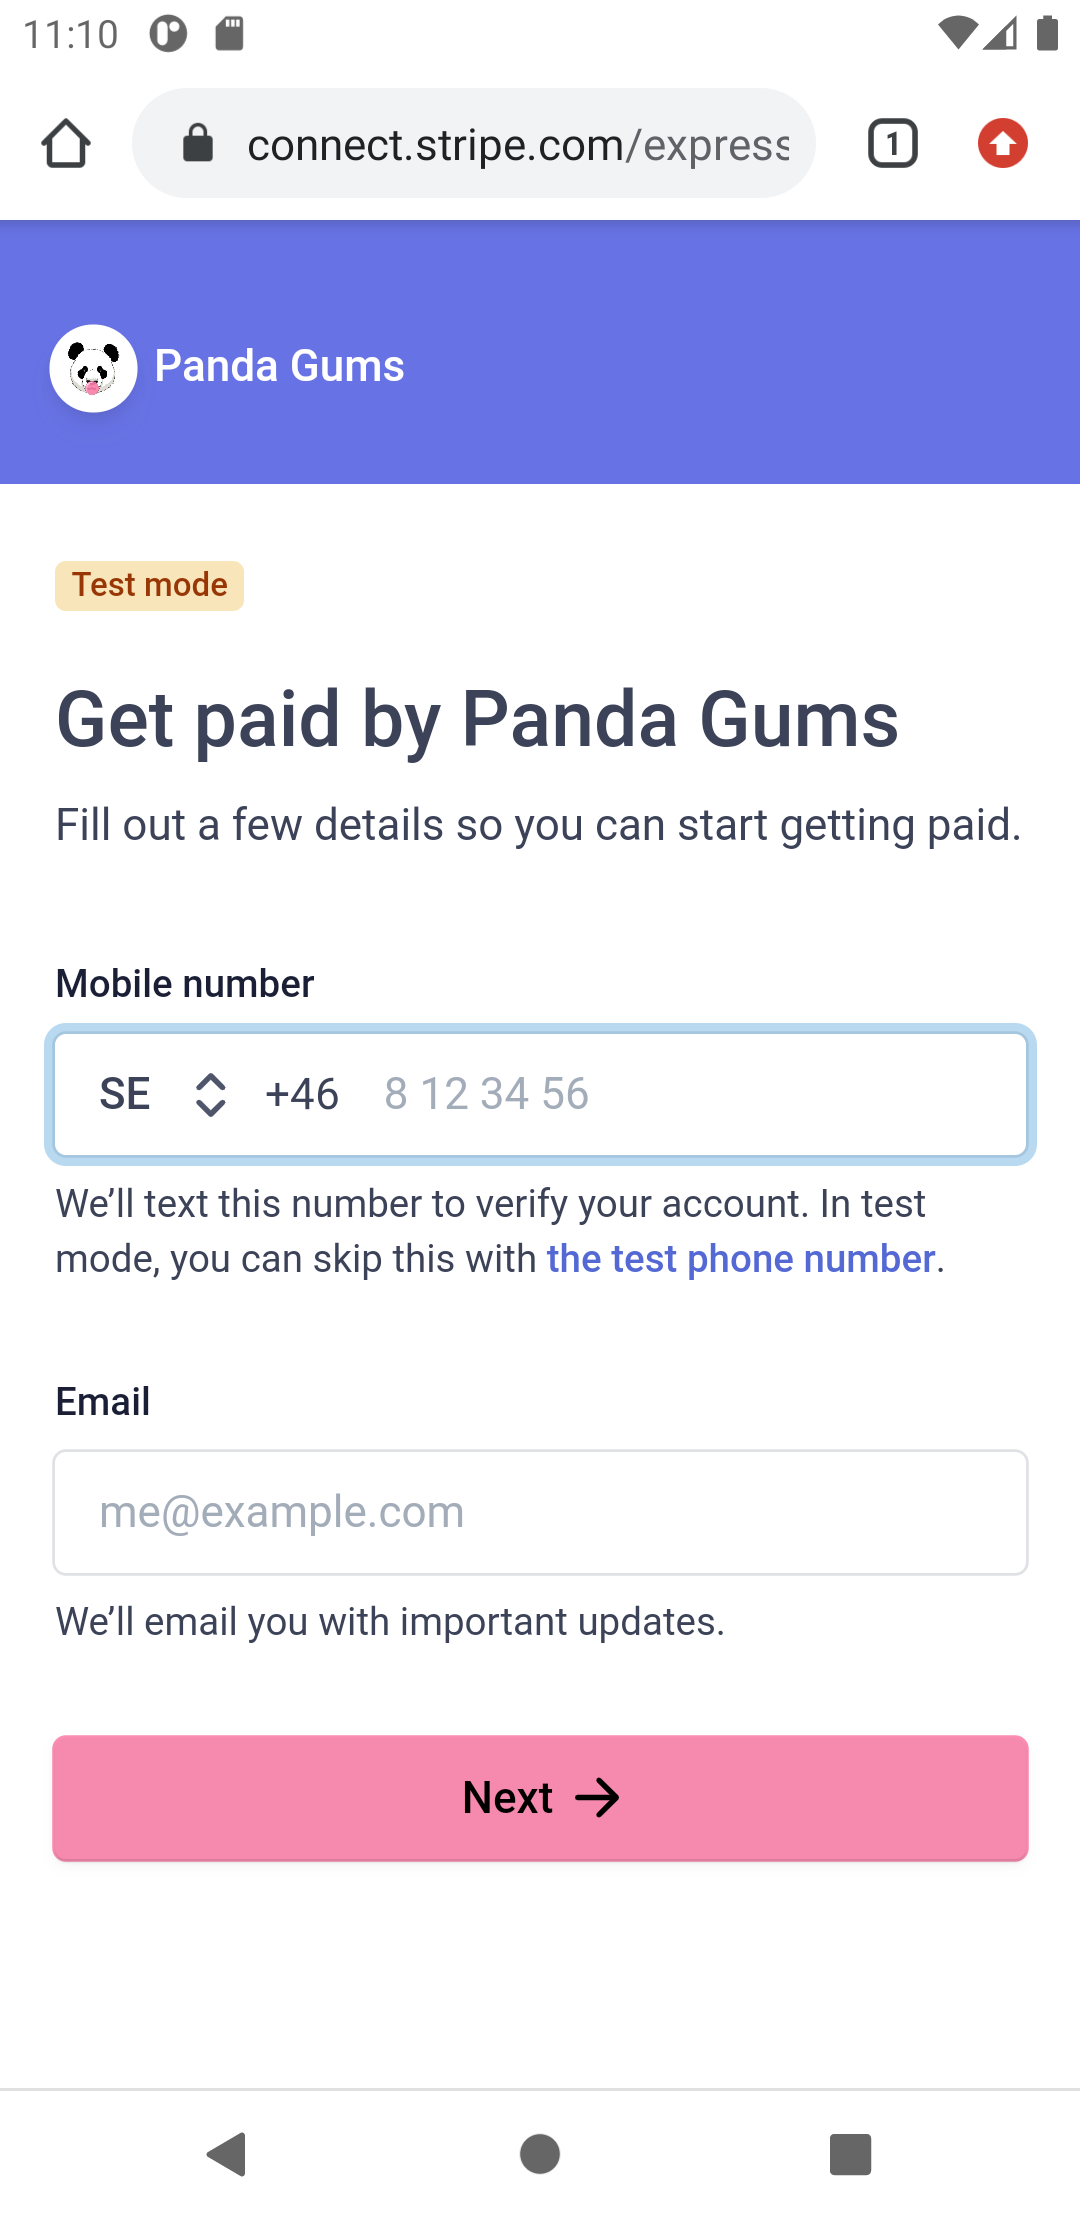 11:10
connect.stripe.com/express
1
Panda Gums
Test mode
Get paid by Panda Gums
Fill out a few details so you can start getting paid.
Mobile number
SE +46 8 12 34 56
We’ll text this number to verify your account. In test
mode, you can skip this with the test phone number.
Email
me@example.com
We’ll email you with important updates.
Next →